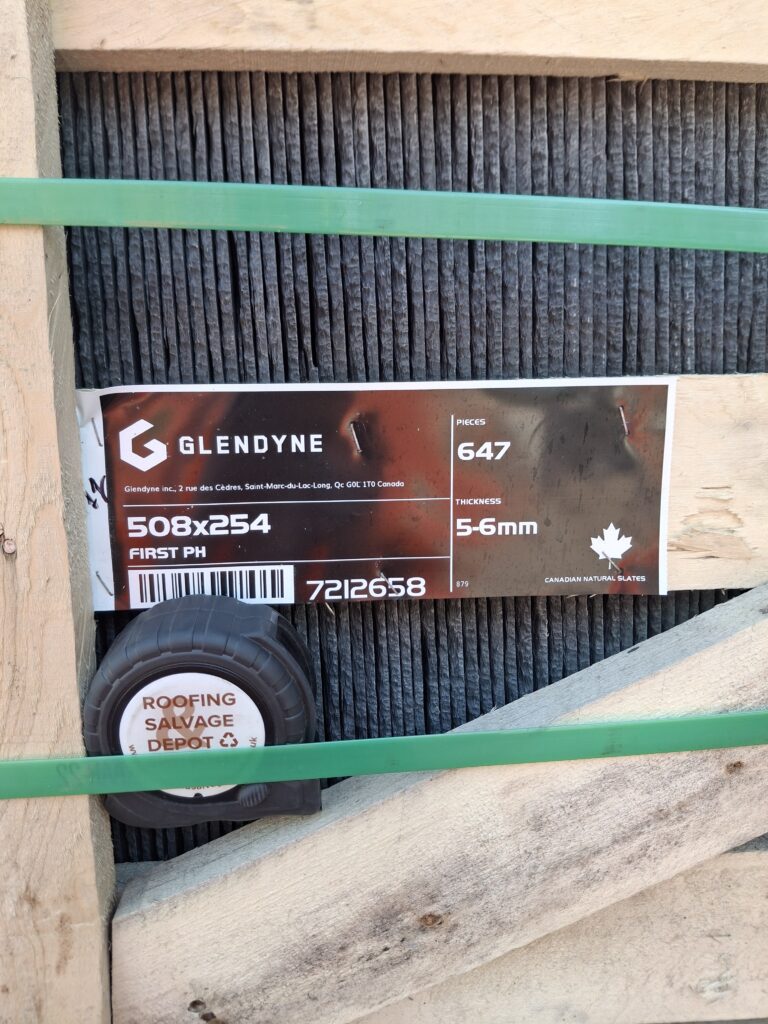 GLENDYNE
Glendyne inc., 2 rue des Cèdres, Saint-Marc-du-Lac-Long, Qc G0L 1T0 Canada
508x254
FIRST PH
7212658
PIECES
647
THICKNESS
5-6mm
879
CANADIAN NATURAL SLATES
ROOFING
&
SALVAGE
DEPOT